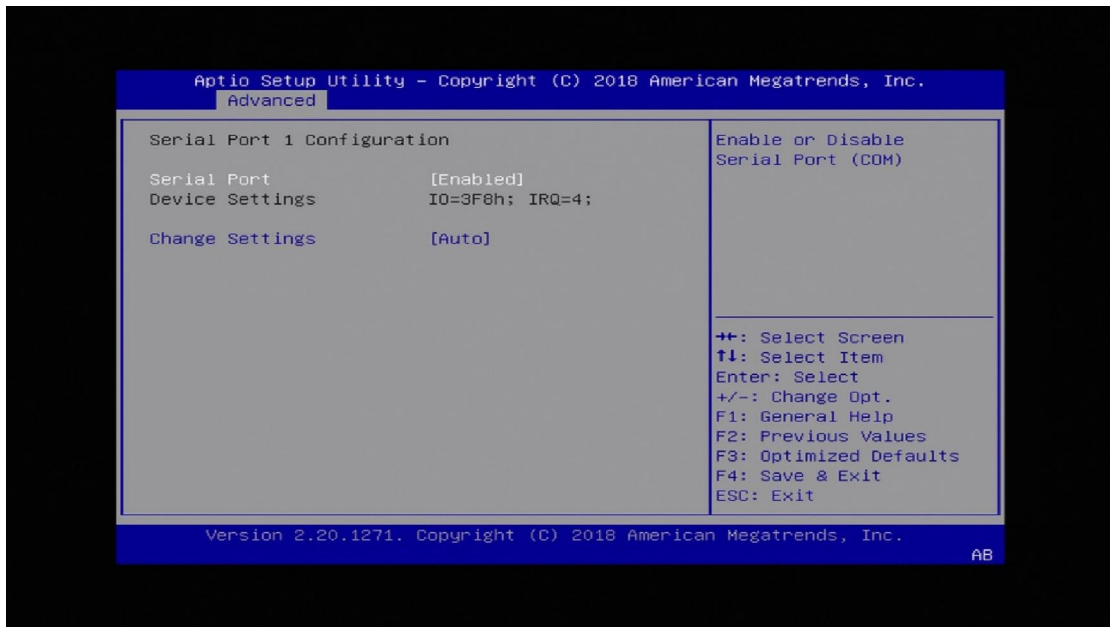 Aptio Setup Utility – Copyright (C) 2018 American Megatrends, Inc.
Advanced
Serial Port 1 Configuration
Serial Port [Enabled]
Device Settings IO=3F8h; IRQ=4;
Change Settings [Auto]
Enable or Disable
Serial Port (COM)
→←: Select Screen
↑↓: Select Item
Enter: Select
+/-: Change Opt.
F1: General Help
F2: Previous Values
F3: Optimized Defaults
F4: Save & Exit
ESC: Exit
Version 2.20.1271. Copyright (C) 2018 American Megatrends, Inc.
AB